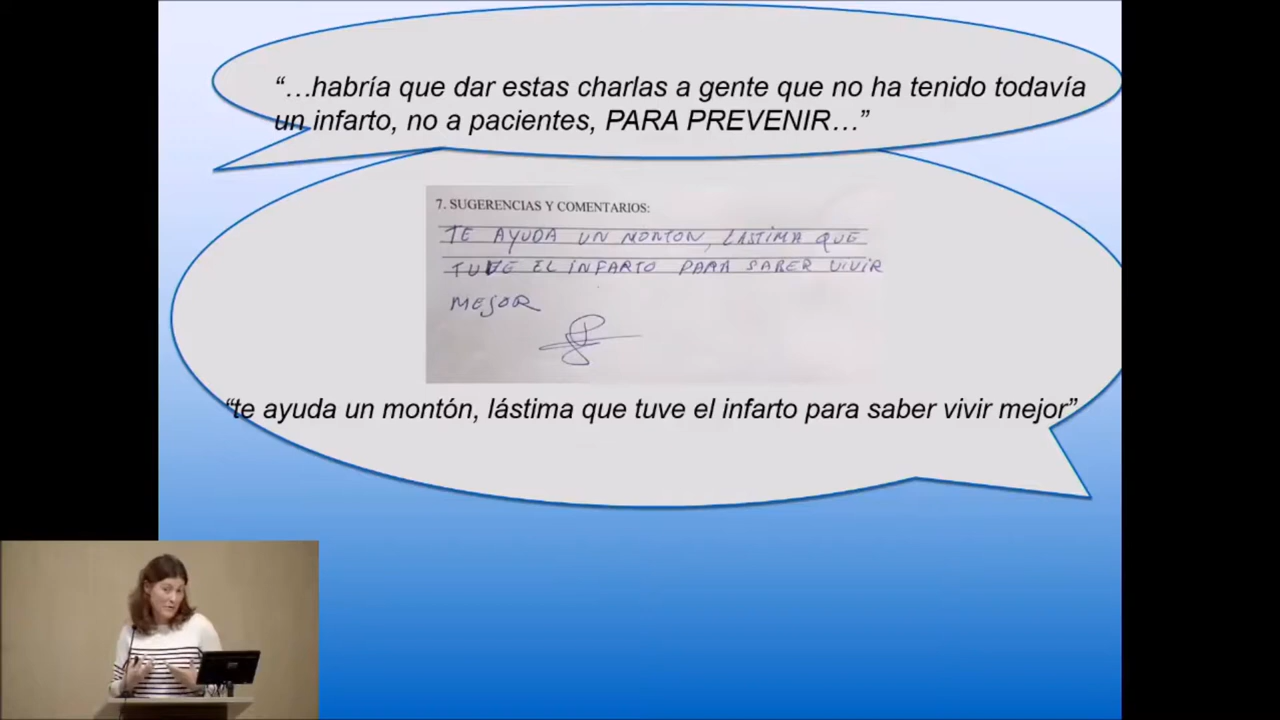 “…habría que dar estas charlas a gente que no ha tenido todavía
un infarto, no a pacientes, PARA PREVENIR…”
7. SUGERENCIAS Y COMENTARIOS:
TE AYUDA UN MONTON, LASTIMA QUE
TUVE EL INFARTO PARA SABER VIVIR
MEJOR
“te ayuda un montón, lástima que tuve el infarto para saber vivir mejor”